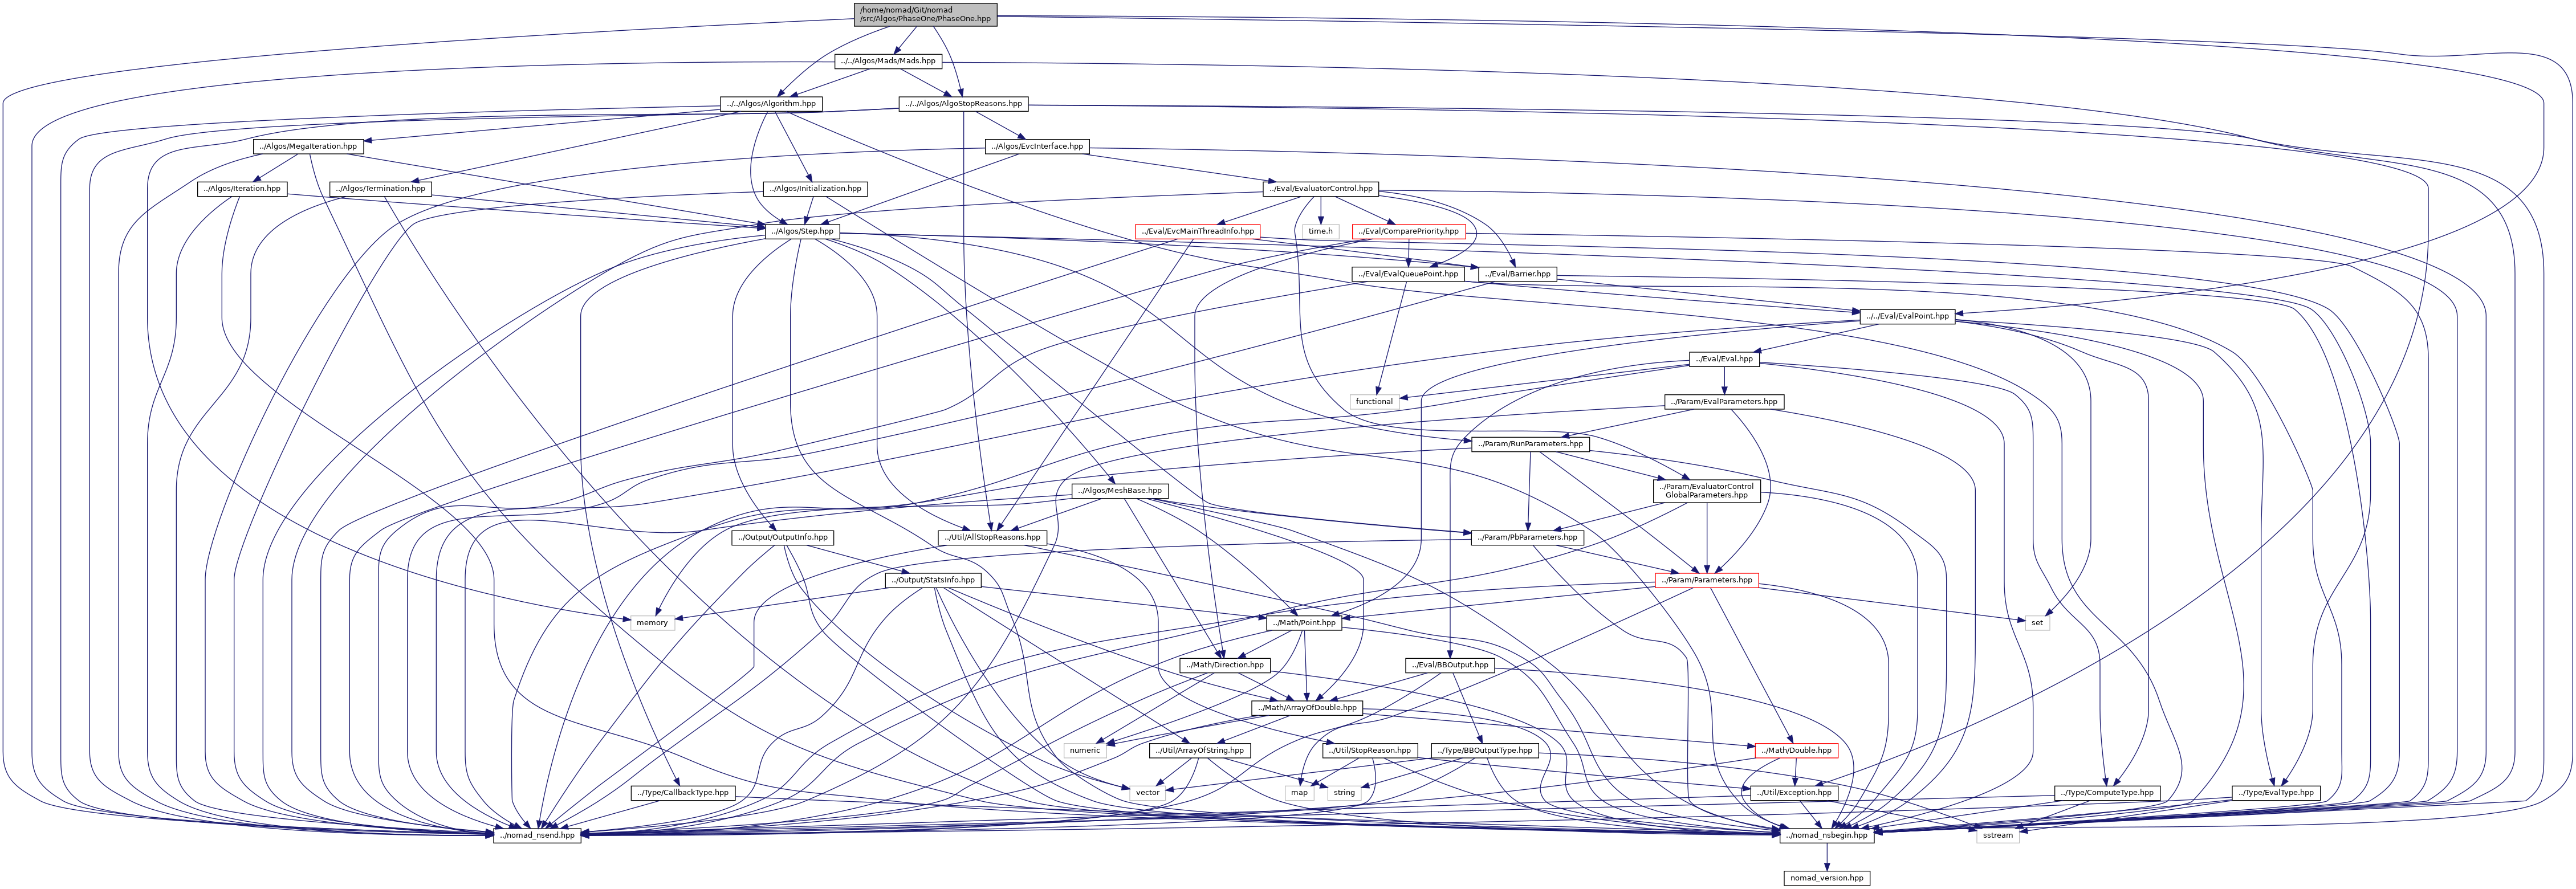 /home/nomad/Git/nomad
/src/Algos/PhaseOne/PhaseOne.hpp
../../Algos/Mads/Mads.hpp
../../Algos/Algorithm.hpp
../../Algos/AlgoStopReasons.hpp
../Algos/MegaIteration.hpp
../Algos/EvcInterface.hpp
../Algos/Iteration.hpp
../Algos/Termination.hpp
../Algos/Initialization.hpp
../Eval/EvaluatorControl.hpp
../Algos/Step.hpp
../Eval/EvcMainThreadInfo.hpp
time.h
../Eval/ComparePriority.hpp
../Eval/EvalQueuePoint.hpp
../Eval/Barrier.hpp
../../Eval/EvalPoint.hpp
../Eval/Eval.hpp
functional
../Param/EvalParameters.hpp
../Param/RunParameters.hpp
../Algos/MeshBase.hpp
../Param/EvaluatorControl
GlobalParameters.hpp
../Output/OutputInfo.hpp
../Util/AllStopReasons.hpp
../Param/PbParameters.hpp
../Output/StatsInfo.hpp
../Param/Parameters.hpp
memory
../Math/Point.hpp
set
../Math/Direction.hpp
../Eval/BBOutput.hpp
../Math/ArrayOfDouble.hpp
numeric
../Util/ArrayOfString.hpp
../Util/StopReason.hpp
../Type/BBOutputType.hpp
../Math/Double.hpp
../Type/CallbackType.hpp
vector
map
string
../Util/Exception.hpp
../Type/ComputeType.hpp
../Type/EvalType.hpp
../nomad_nsend.hpp
../nomad_nsbegin.hpp
sstream
nomad_version.hpp